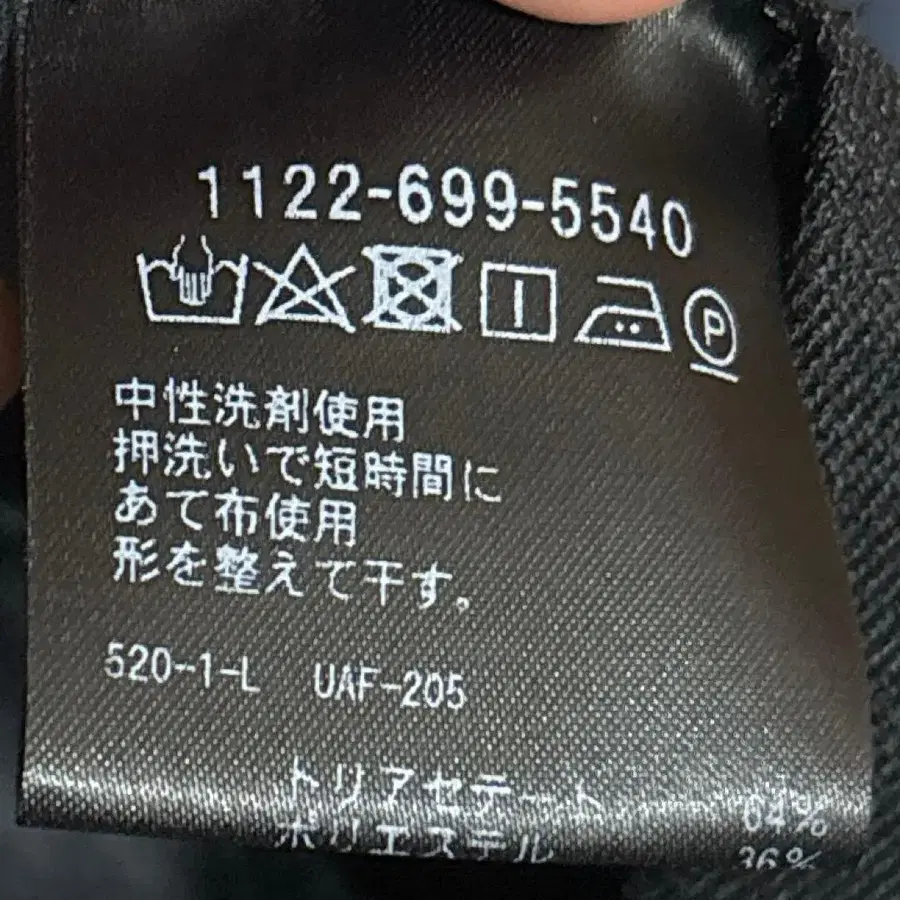 1122-699-5540
P
中性洗剤使用
押洗いで短時間に
あて布使用
形を整えて干す。
520-1-L UAF-205
トリアセテート 64%
ポリエステル 36%